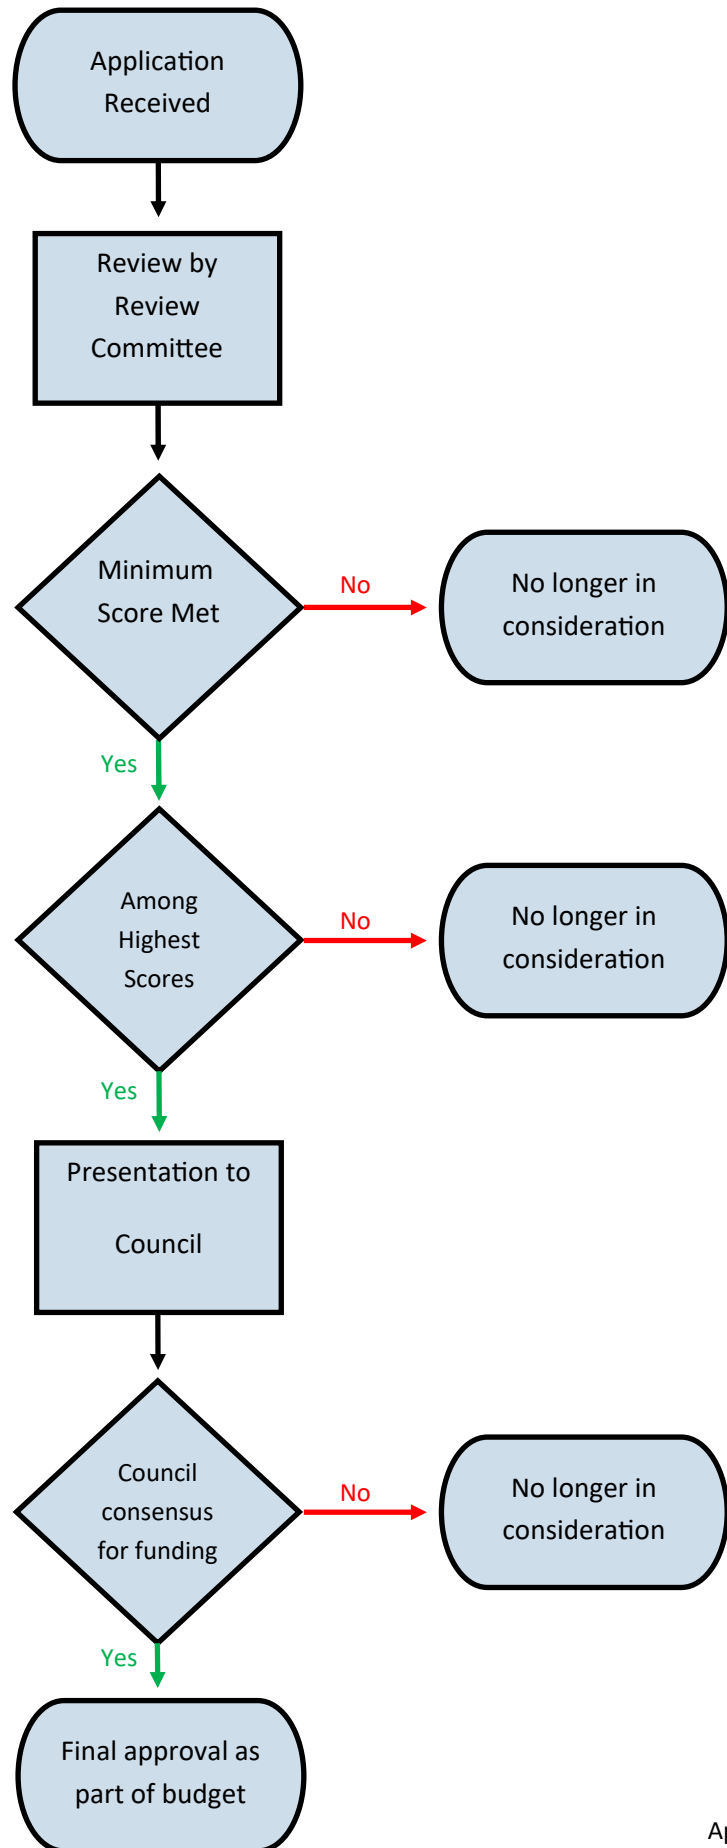 Application
Received
Review by
Review
Committee
Minimum
Score Met
No
No longer in
consideration
Yes
Among
Highest
Scores
No
No longer in
consideration
Yes
Presentation to
Council
Council
consensus
for funding
No
No longer in
consideration
Yes
Final approval as
part of budget